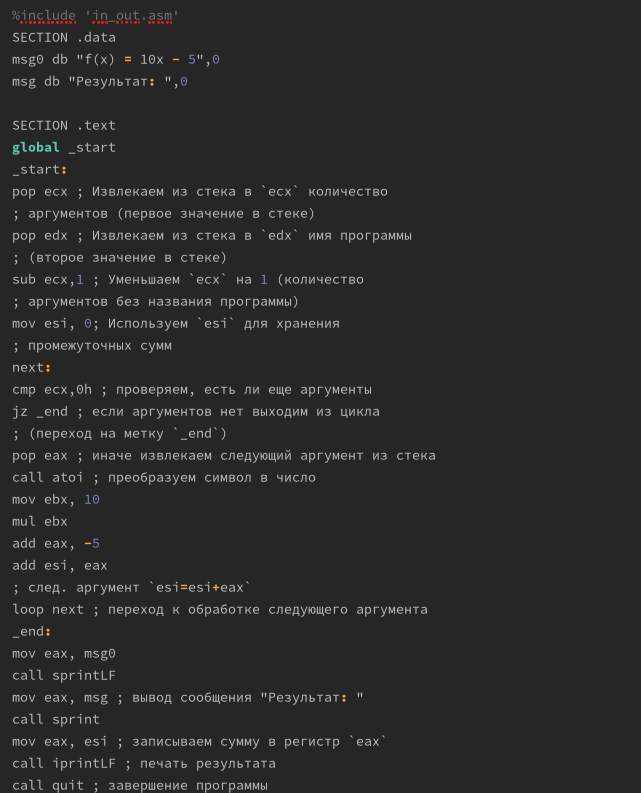 %include 'in_out.asm'
SECTION .data
msg0 db "f(x) = 10x - 5",0
msg db "Результат: ",0
SECTION .text
global _start
_start:
pop ecx ; Извлекаем из стека в `ecx` количество
; аргументов (первое значение в стеке)
pop edx ; Извлекаем из стека в `edx` имя программы
; (второе значение в стеке)
sub ecx,1 ; Уменьшаем `ecx` на 1 (количество
; аргументов без названия программы)
mov esi, 0; Используем `esi` для хранения
; промежуточных сумм
next:
cmp ecx,0h ; проверяем, есть ли еще аргументы
jz _end ; если аргументов нет выходим из цикла
; (переход на метку `_end`)
pop eax ; иначе извлекаем следующий аргумент из стека
call atoi ; преобразуем символ в число
mov ebx, 10
mul ebx
add eax, -5
add esi, eax
; след. аргумент `esi=esi+eax`
loop next ; переход к обработке следующего аргумента
_end:
mov eax, msg0
call sprintLF
mov eax, msg ; вывод сообщения "Результат: "
call sprint
mov eax, esi ; записываем сумму в регистр `eax`
call iprintLF ; печать результата
call quit ; завершение программы